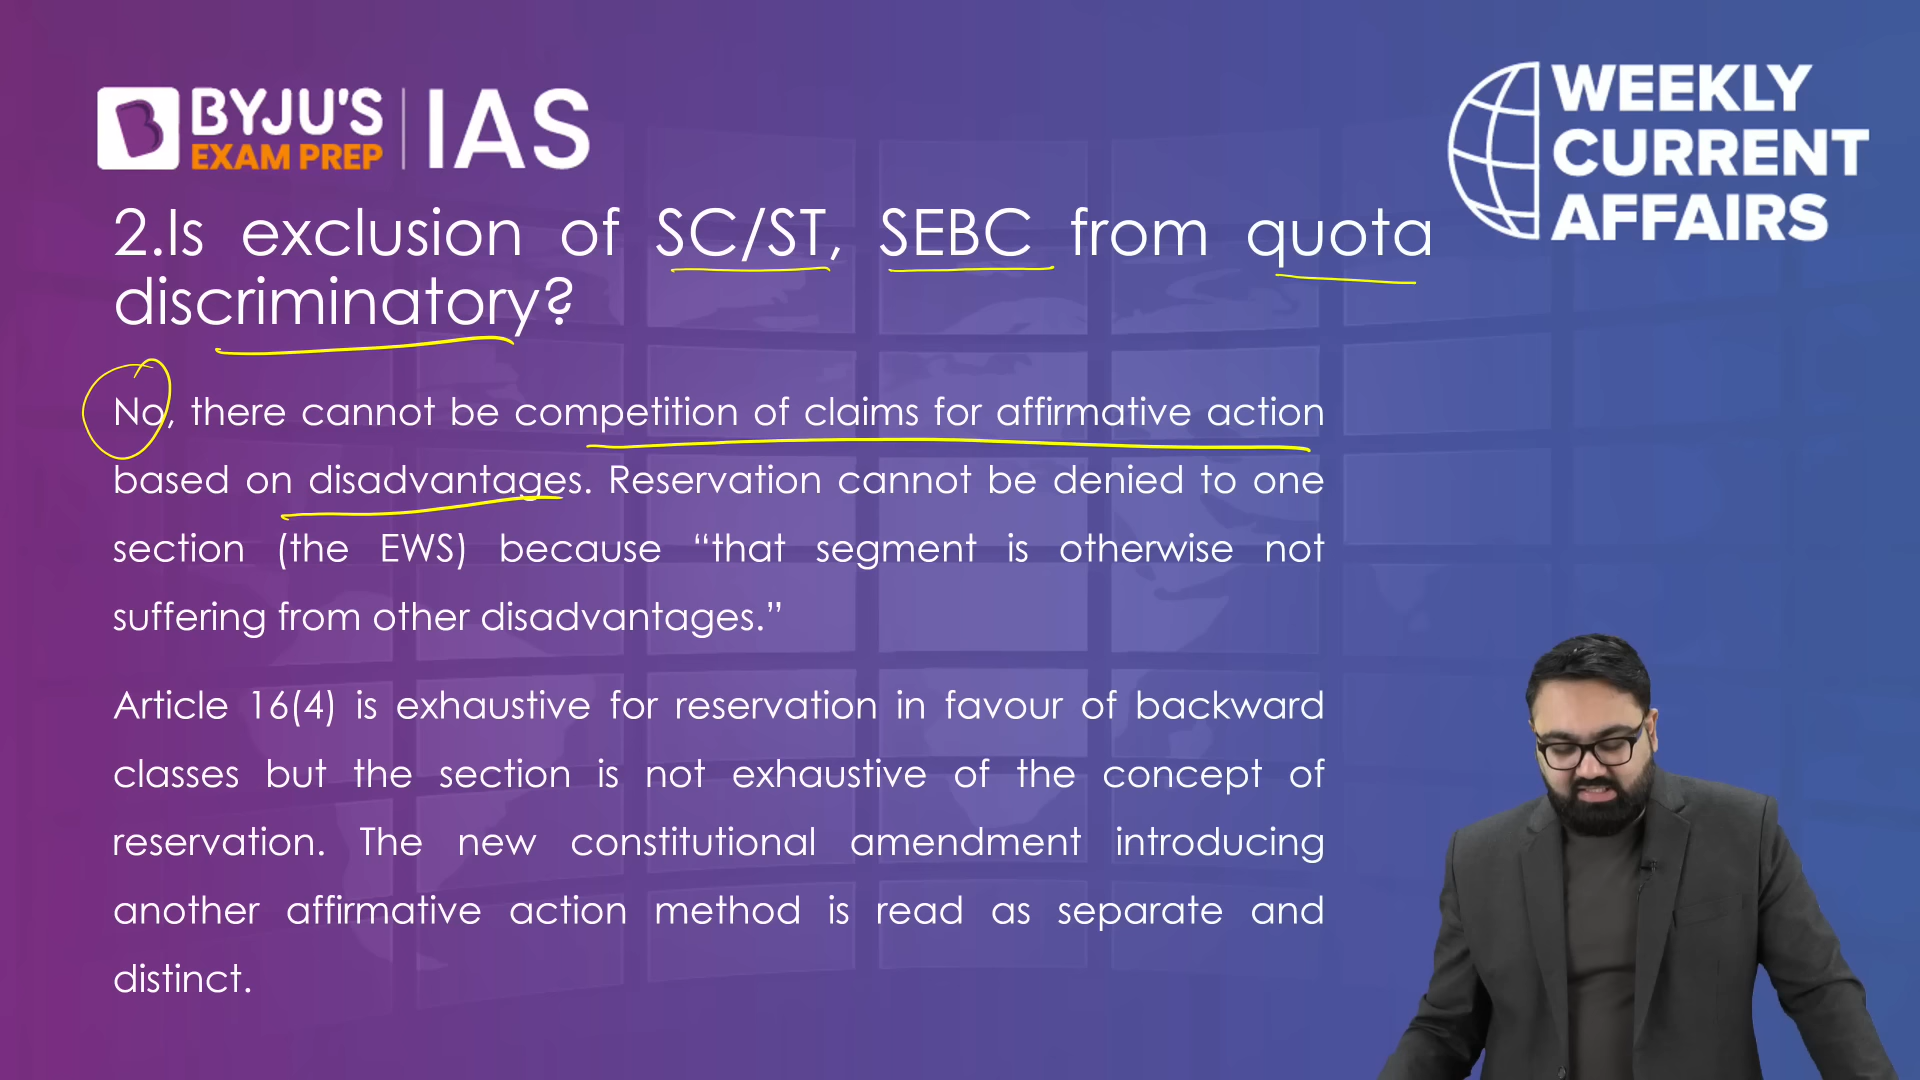 BYJU'S
EXAM PREP
IAS
WEEKLY
CURRENT
AFFAIRS
2.Is exclusion of SC/ST, SEBC from quota
discriminatory?
No, there cannot be competition of claims for affirmative action
based on disadvantages. Reservation cannot be denied to one
section (the EWS) because “that segment is otherwise not
suffering from other disadvantages.”
Article 16(4) is exhaustive for reservation in favour of backward
classes but the section is not exhaustive of the concept of
reservation. The new constitutional amendment introducing
another affirmative action method is read as separate and
distinct.